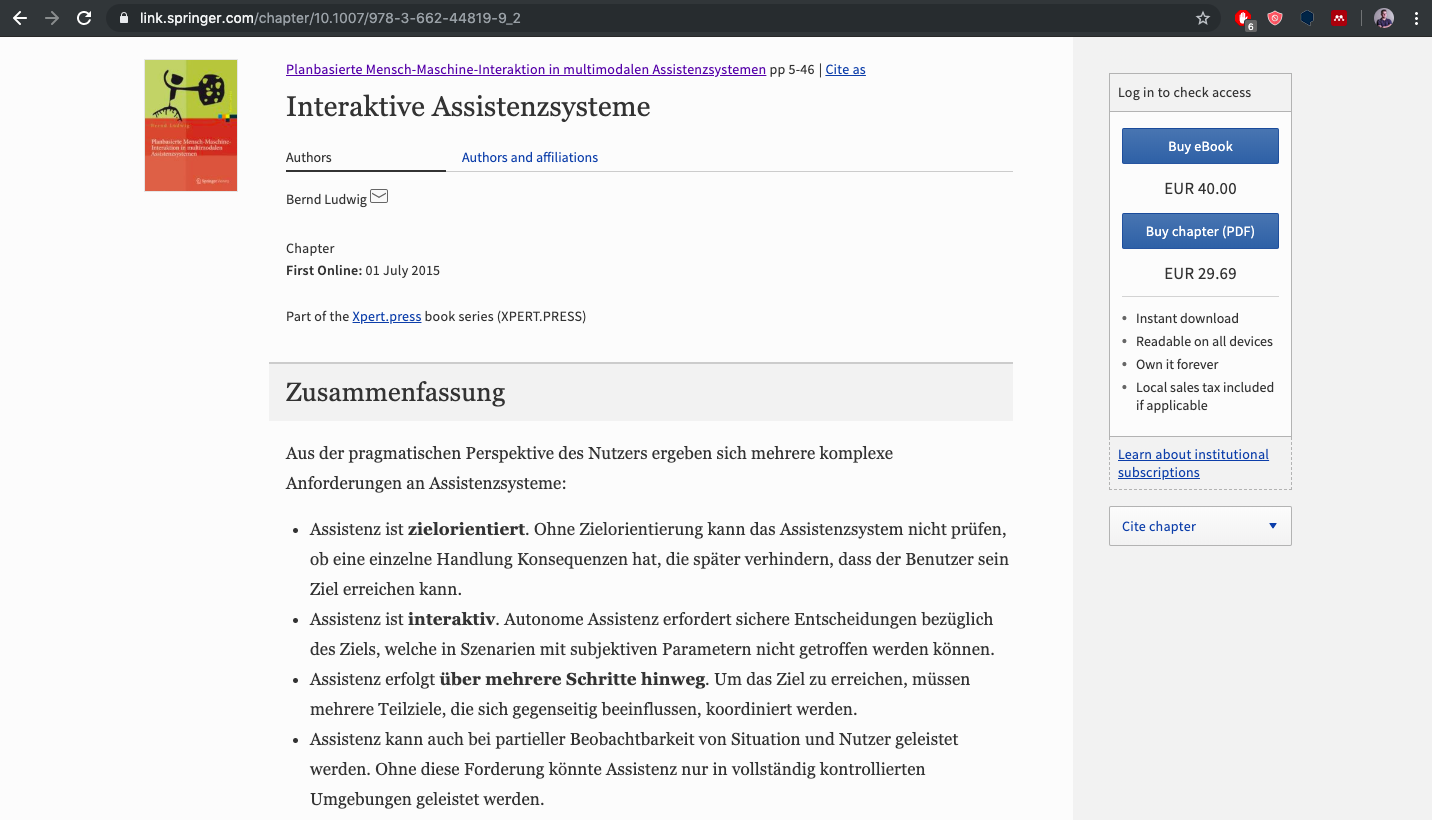 link.springer.com/chapter/10.1007/978-3-662-44819-9_2
6
Planbasierte Mensch-Maschine-Interaktion in multimodalen Assistenzsystemen pp 5-46 | Cite as
Interaktive Assistenzsysteme
Authors
Authors and affiliations
Bernd Ludwig
Chapter
First Online: 01 July 2015
Part of the Xpert.press book series (XPERT.PRESS)
Zusammenfassung
Aus der pragmatischen Perspektive des Nutzers ergeben sich mehrere komplexe
Anforderungen an Assistenzsysteme:
• Assistenz ist zielorientiert. Ohne Zielorientierung kann das Assistenzsystem nicht prüfen,
ob eine einzelne Handlung Konsequenzen hat, die später verhindern, dass der Benutzer sein
Ziel erreichen kann.
• Assistenz ist interaktiv. Autonome Assistenz erfordert sichere Entscheidungen bezüglich
des Ziels, welche in Szenarien mit subjektiven Parametern nicht getroffen werden können.
• Assistenz erfolgt über mehrere Schritte hinweg. Um das Ziel zu erreichen, müssen
mehrere Teilziele, die sich gegenseitig beeinflussen, koordiniert werden.
• Assistenz kann auch bei partieller Beobachtbarkeit von Situation und Nutzer geleistet
werden. Ohne diese Forderung könnte Assistenz nur in vollständig kontrollierten
Umgebungen geleistet werden.
Bernd Ludwig
Planbasierte Mensch-Maschine-
Interaktion in multimodalen
Assistenzsystemen
Log in to check access
Buy eBook
EUR 40.00
Buy chapter (PDF)
EUR 29.69
• Instant download
• Readable on all devices
• Own it forever
• Local sales tax included
if applicable
Learn about institutional
subscriptions
Cite chapter